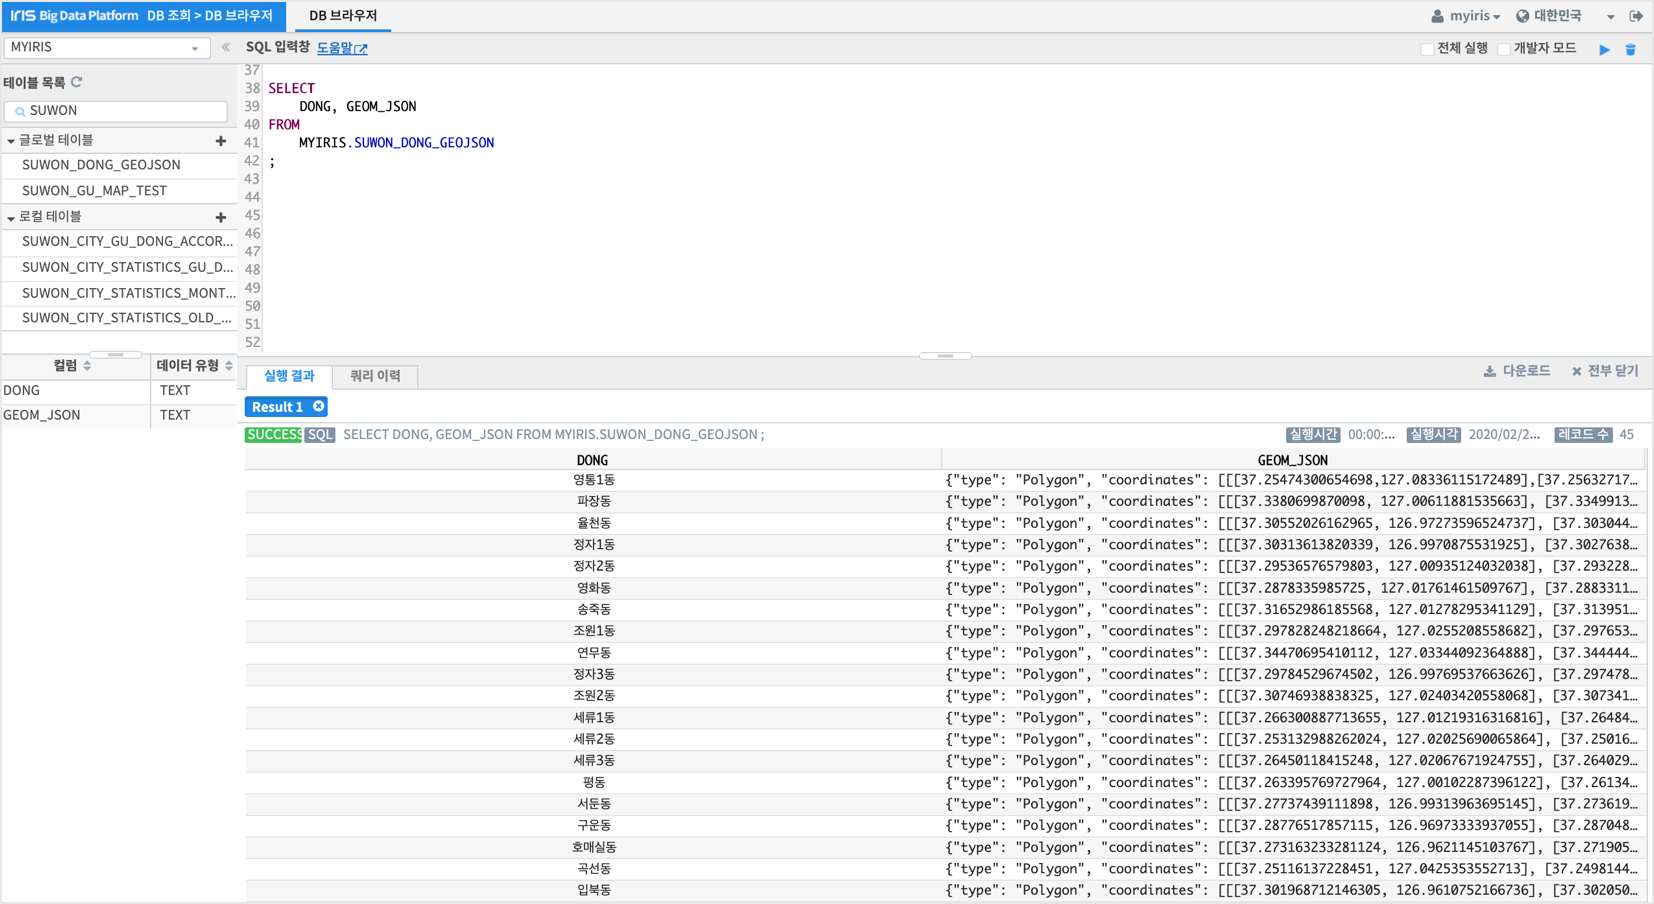 IRIS Big Data Platform DB 조회 > DB 브라우저
DB 브라우저
myiris
대한민국
MYIRIS
«
SQL 입력창 도움말
전체 실행
개발자 모드
테이블 목록
SUWON
글로벌 테이블
SUWON_DONG_GEOJSON
SUWON_GU_MAP_TEST
로컬 테이블
SUWON_CITY_GU_DONG_ACCOR...
SUWON_CITY_STATISTICS_GU_D...
SUWON_CITY_STATISTICS_MONT...
SUWON_CITY_STATISTICS_OLD_...
컬럼 데이터 유형
DONG TEXT
GEOM_JSON TEXT
37
38 SELECT
39 DONG, GEOM_JSON
40 FROM
41 MYIRIS.SUWON_DONG_GEOJSON
42 ;
43
44
45
46
47
48
49
50
51
52
실행 결과 쿼리 이력
다운로드 전부 닫기
Result 1
SUCCESS SQL SELECT DONG, GEOM_JSON FROM MYIRIS.SUWON_DONG_GEOJSON ;
실행시간 00:00:... 실행시각 2020/02/2... 레코드 수 45
DONG GEOM_JSON
영통1동 {"type": "Polygon", "coordinates": [[[37.25474300654698,127.08336115172489],[37.25632717...
파장동 {"type": "Polygon", "coordinates": [[[37.3380699870098, 127.00611881535663], [37.3349913...
율천동 {"type": "Polygon", "coordinates": [[[37.30552026162965, 126.97273596524737], [37.303044...
정자1동 {"type": "Polygon", "coordinates": [[[37.30313613820339, 126.9970875531925], [37.3027638...
정자2동 {"type": "Polygon", "coordinates": [[[37.29536576579803, 127.00935124032038], [37.293228...
영화동 {"type": "Polygon", "coordinates": [[[37.2878335985725, 127.01761461509767], [37.2883311...
송죽동 {"type": "Polygon", "coordinates": [[[37.31652986185568, 127.01278295341129], [37.313951...
조원1동 {"type": "Polygon", "coordinates": [[[37.297828248218664, 127.0255208558682], [37.297653...
연무동 {"type": "Polygon", "coordinates": [[[37.34470695410112, 127.03344092364888], [37.344444...
정자3동 {"type": "Polygon", "coordinates": [[[37.29784529674502, 126.99769537663626], [37.297478...
조원2동 {"type": "Polygon", "coordinates": [[[37.30746938838325, 127.02403420558068], [37.307341...
세류1동 {"type": "Polygon", "coordinates": [[[37.266300887713655, 127.01219316316816], [37.26484...
세류2동 {"type": "Polygon", "coordinates": [[[37.253132988262024, 127.02025690065864], [37.25016...
세류3동 {"type": "Polygon", "coordinates": [[[37.26450118415248, 127.02067671924755], [37.264029...
평동 {"type": "Polygon", "coordinates": [[[37.263395769727964, 127.00102287396122], [37.26134...
서둔동 {"type": "Polygon", "coordinates": [[[37.27737439111898, 126.99313963695145], [37.273619...
구운동 {"type": "Polygon", "coordinates": [[[37.28776517857115, 126.96973333937055], [37.287048...
호매실동 {"type": "Polygon", "coordinates": [[[37.273163233281124, 126.9621145103767], [37.271905...
곡선동 {"type": "Polygon", "coordinates": [[[37.25116137228451, 127.0425353552713], [37.2498144...
입북동 {"type": "Polygon", "coordinates": [[[37.301968712146305, 126.9610752166736], [37.302050...